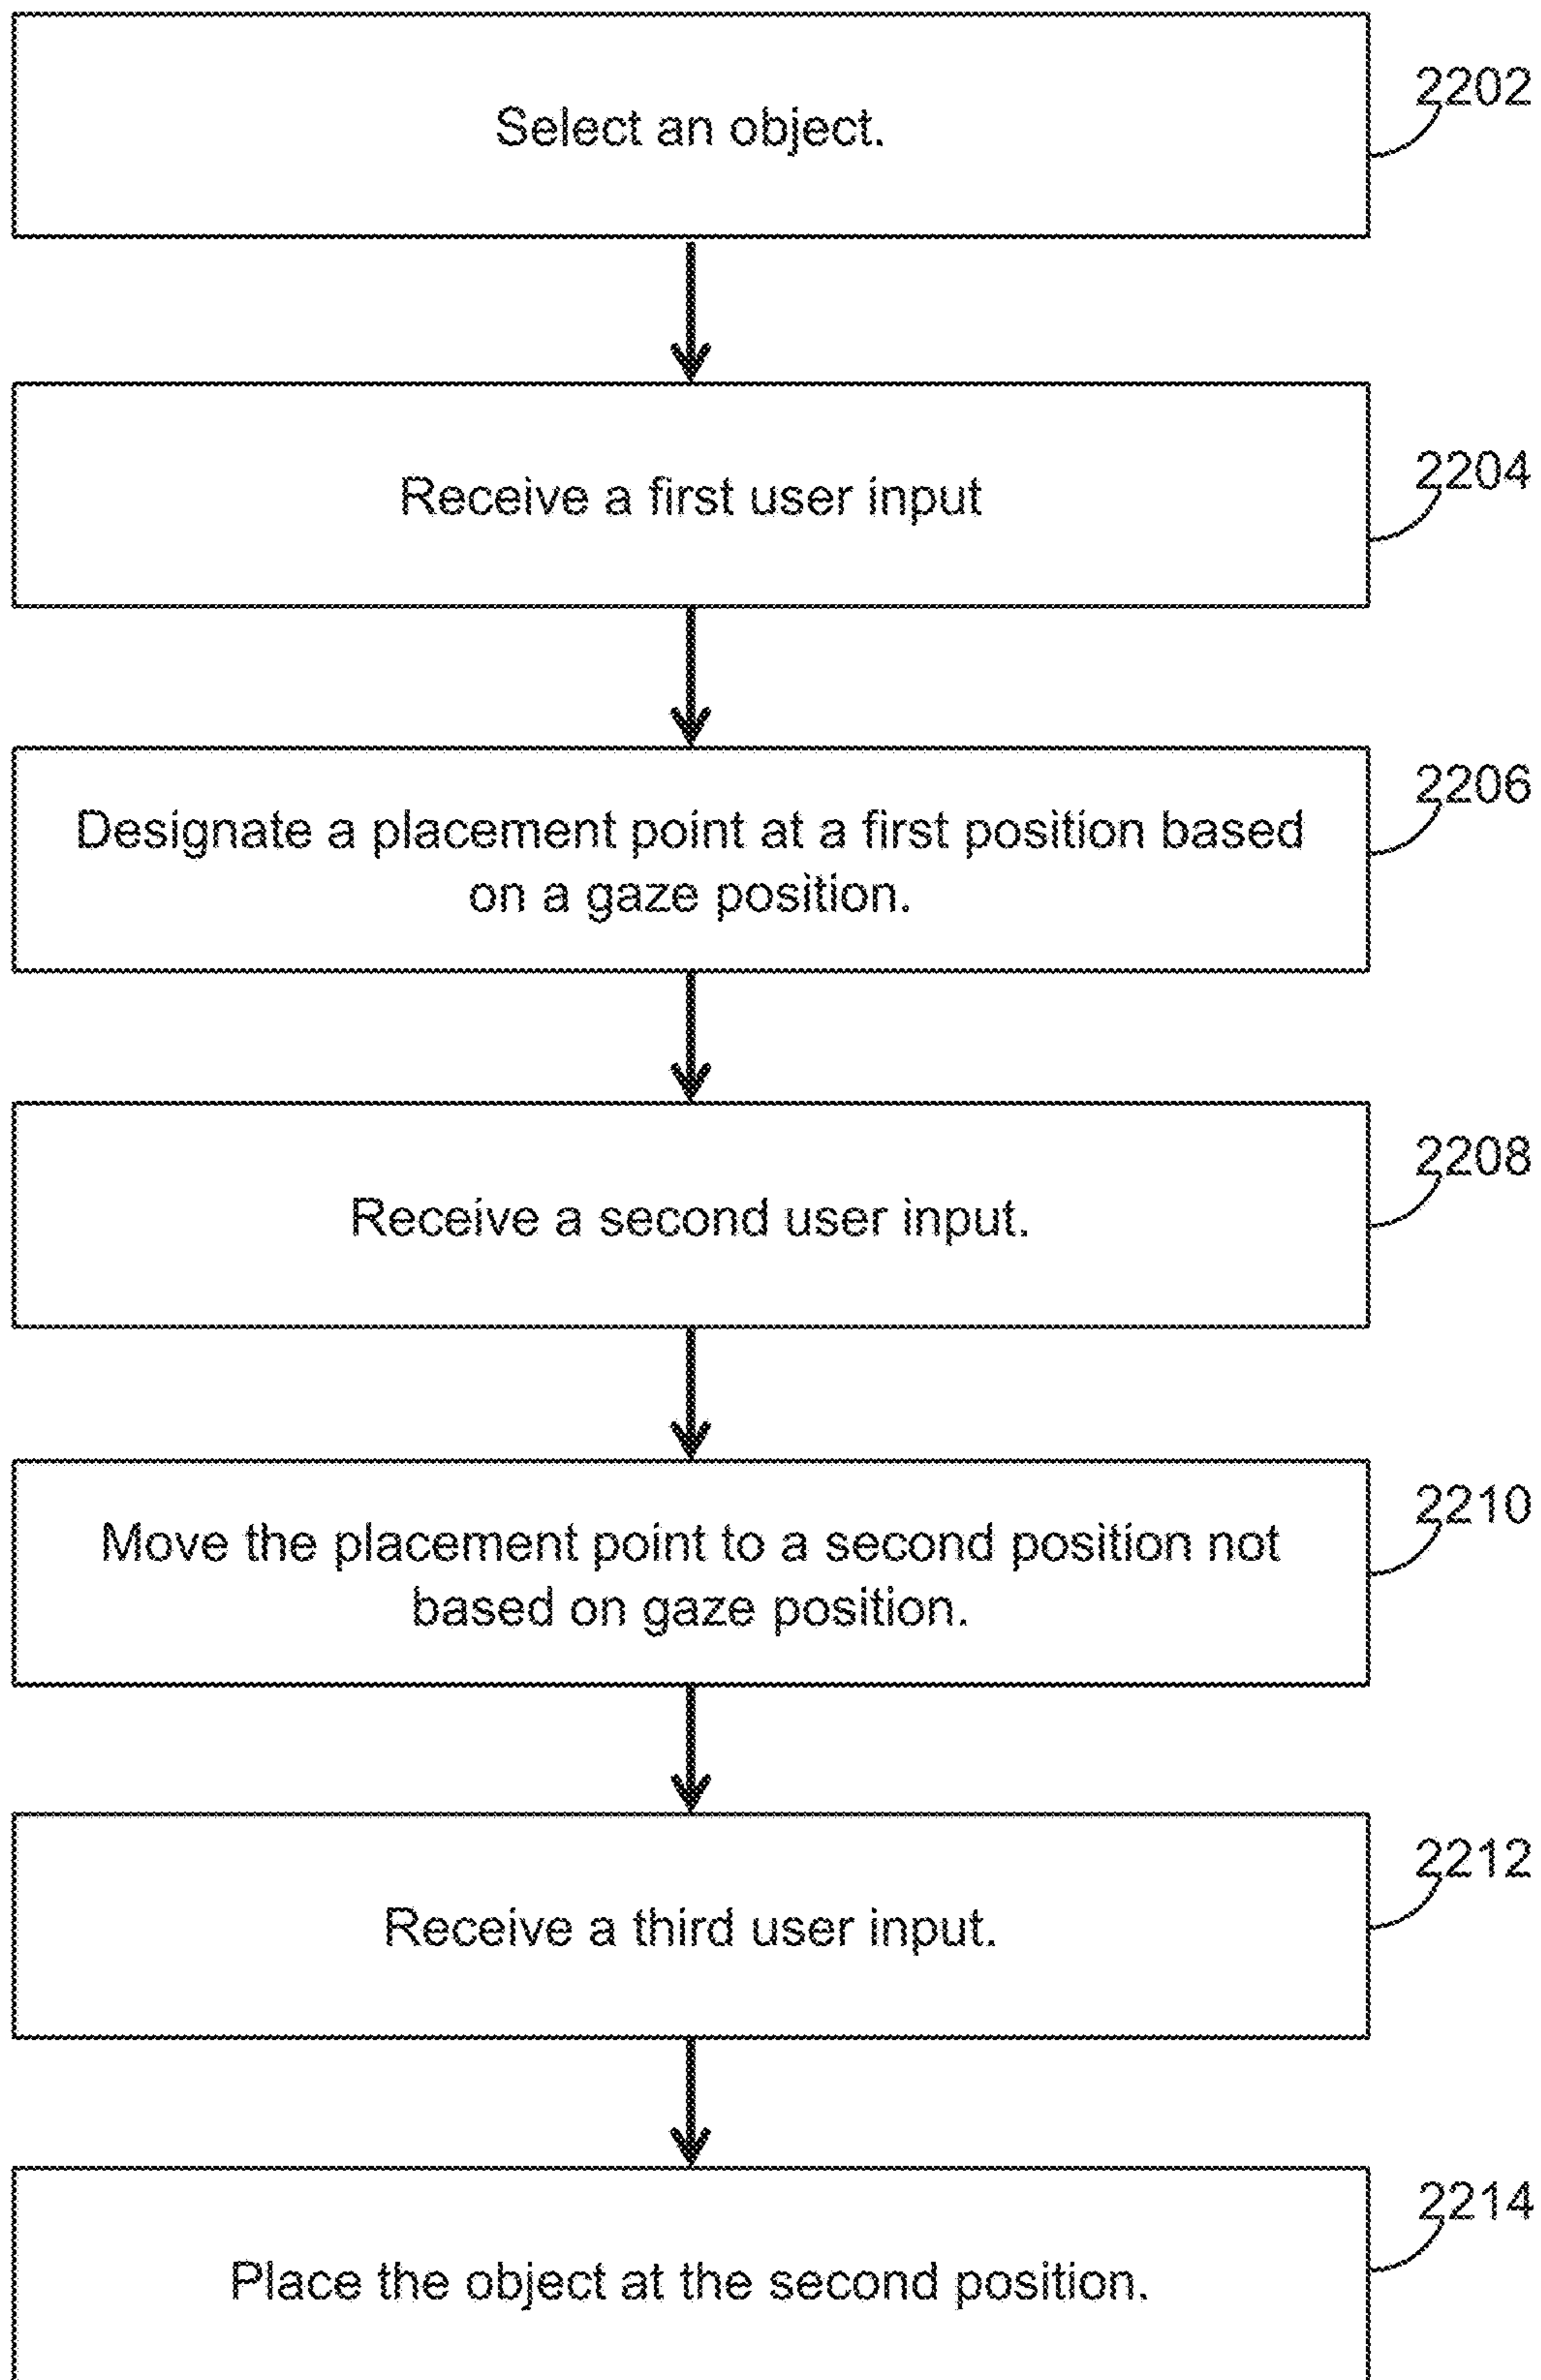 2202
Select an object.
2204
Receive a first user input
2206
Designate a placement point at a first position based
on a gaze position.
2208
Receive a second user input.
2210
Move the placement point to a second position not
based on gaze position.
2212
Receive a third user input.
2214
Place the object at the second position.